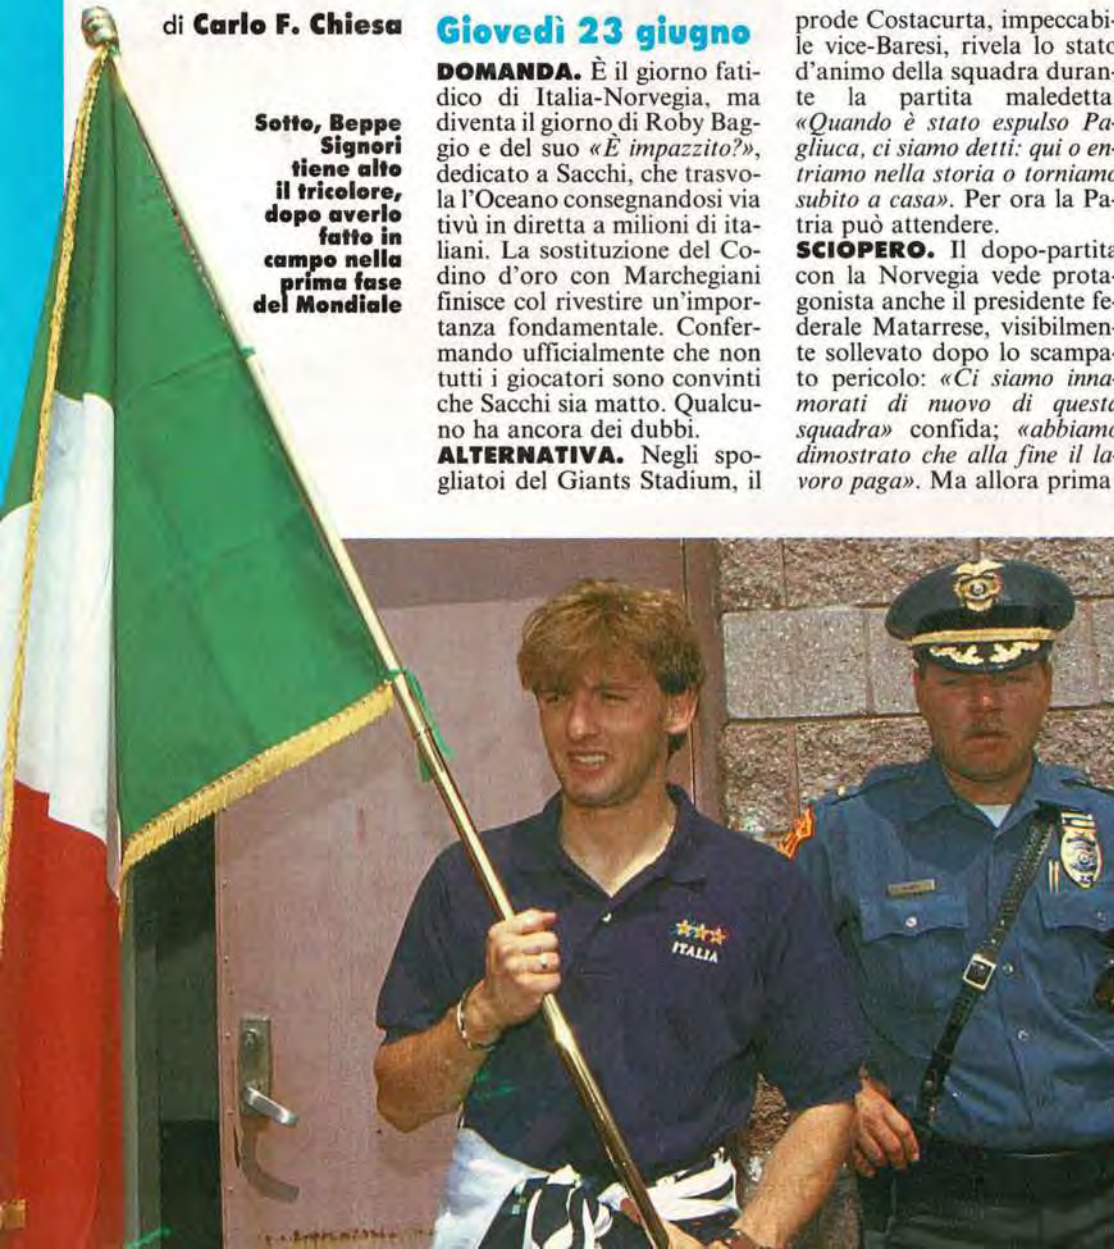 di Carlo F. Chiesa
Sotto, Beppe
Signori
tiene alto
il tricolore,
dopo averlo
fatto in
campo nella
prima fase
del Mondiale
Giovedì 23 giugno
DOMANDA. È il giorno fati-
dico di Italia-Norvegia, ma
diventa il giorno di Roby Bag-
gio e del suo «È impazzito?»,
dedicato a Sacchi, che trasvo-
la l'Oceano consegnandosi via
tivù in diretta a milioni di ita-
liani. La sostituzione del Co-
dino d'oro con Marchegiani
finisce col rivestire un'impor-
tanza fondamentale. Confer-
mando ufficialmente che non
tutti i giocatori sono convinti
che Sacchi sia matto. Qualcu-
no ha ancora dei dubbi.
ALTERNATIVA. Negli spo-
gliatoi del Giants Stadium, il
prode Costacurta, impeccabi-
le vice-Baresi, rivela lo stato
d'animo della squadra duran-
te la partita maledetta.
«Quando è stato espulso Pa-
gliuca, ci siamo detti: qui o en-
triamo nella storia o torniamo
subito a casa». Per ora la Pa-
tria può attendere.
SCIOPERO. Il dopo-partita
con la Norvegia vede prota-
gonista anche il presidente fe-
derale Matarrese, visibilmen-
te sollevato dopo lo scampa-
to pericolo: «Ci siamo inna-
morati di nuovo di questa
squadra» confida; «abbiamo
dimostrato che alla fine il la-
voro paga». Ma allora prima
ITALIA